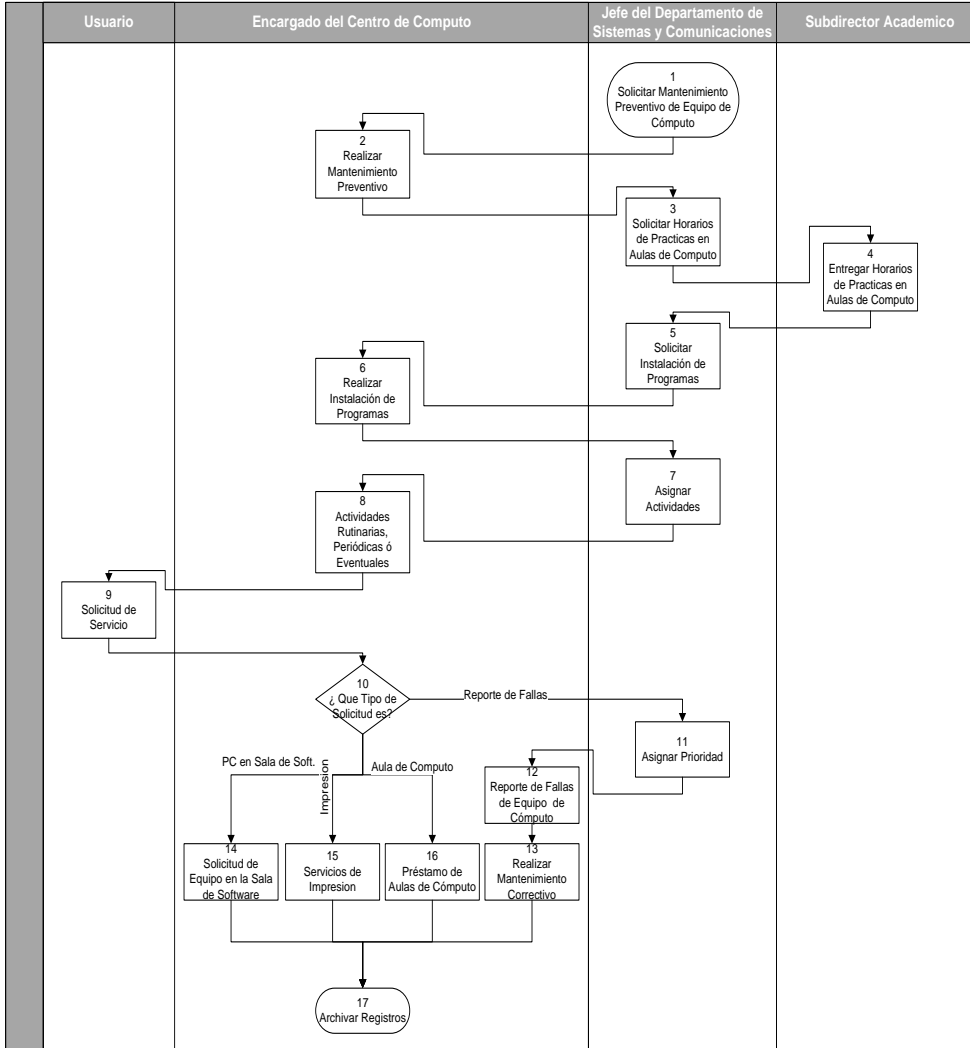 Usuario
Encargado del Centro de Computo
Jefe del Departamento de
Sistemas y Comunicaciones
Subdirector Academico
1
Solicitar Mantenimiento
Preventivo de Equipo de
Cómputo
2
Realizar
Mantenimiento
Preventivo
3
Solicitar Horarios
de Practicas en
Aulas de Computo
4
Entregar Horarios
de Practicas en
Aulas de Computo
5
Solicitar
Instalación de
Programas
6
Realizar
Instalación de
Programas
7
Asignar
Actividades
8
Actividades
Rutinarias,
Periódicas ó
Eventuales
9
Solicitud de
Servicio
10
¿ Que Tipo de
Solicitud es?
Reporte de Fallas
11
Asignar Prioridad
PC en Sala de Soft.
Impresion
Aula de Computo
12
Reporte de Fallas
de Equipo de
Cómputo
13
Realizar
Mantenimiento
Correctivo
14
Solicitud de
Equipo en la Sala
de Software
15
Servicios de
Impresion
16
Préstamo de
Aulas de Cómputo
17
Archivar Registros